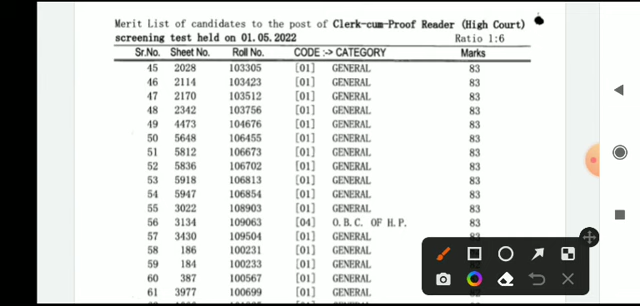 Merit List of candidates to the post of Clerk-cum-Proof Reader (High Court)
screening test held on 01.05.2022 Ratio 1:6
Sr.No. Sheet No. Roll No. CODE :-> CATEGORY Marks
45 2028 103305 [01] GENERAL 83
46 2114 103423 [01] GENERAL 83
47 2170 103512 [01] GENERAL 83
48 2342 103756 [01] GENERAL 83
49 4473 104676 [01] GENERAL 83
50 5648 106455 [01] GENERAL 83
51 5812 106673 [01] GENERAL 83
52 5836 106702 [01] GENERAL 83
53 5918 106813 [01] GENERAL 83
54 5947 106854 [01] GENERAL 83
55 3022 108903 [01] GENERAL 83
56 3134 109063 [04] O.B.C. OF H.P. 83
57 3430 109504 [01] GENERAL 83
58 186 100231 [01] GENERAL
59 184 100233 [01] GENERAL
60 387 100567 [01] GENERAL
61 3977 100699 [01] GENERAL